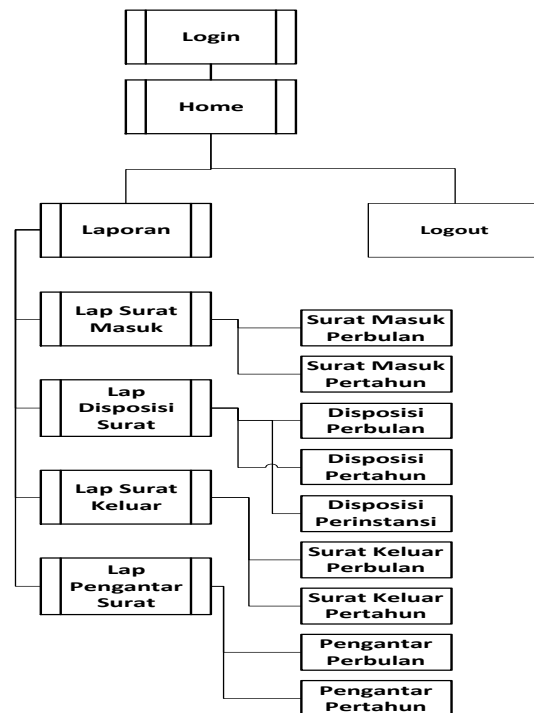 Login
Home
Laporan
Logout
Lap Surat
Masuk
Surat Masuk
Perbulan
Surat Masuk
Pertahun
Lap
Disposisi
Surat
Disposisi
Perbulan
Disposisi
Pertahun
Disposisi
Perinstansi
Lap Surat
Keluar
Surat Keluar
Perbulan
Surat Keluar
Pertahun
Lap
Pengantar
Surat
Pengantar
Perbulan
Pengantar
Pertahun